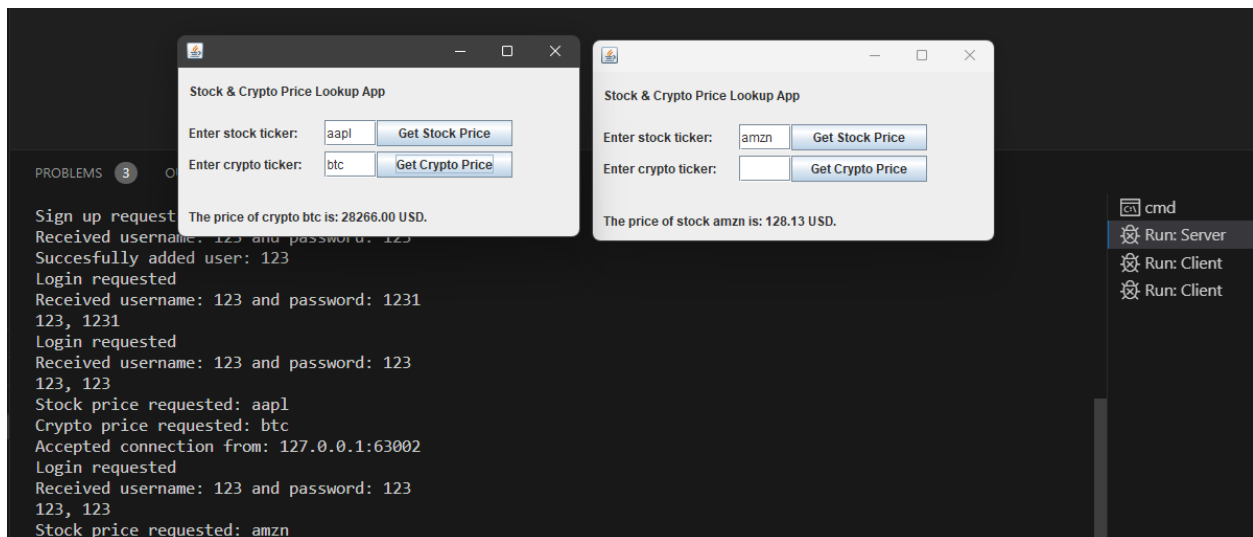 Stock & Crypto Price Lookup App
Enter stock ticker: aapl Get Stock Price
Enter crypto ticker: btc Get Crypto Price
The price of crypto btc is: 28266.00 USD.
Stock & Crypto Price Lookup App
Enter stock ticker: amzn Get Stock Price
Enter crypto ticker: Get Crypto Price
The price of stock amzn is: 128.13 USD.
PROBLEMS 3
Sign up request
Received username: 123 and password: 123
Succesfully added user: 123
Login requested
Received username: 123 and password: 1231
123, 1231
Login requested
Received username: 123 and password: 123
123, 123
Stock price requested: aapl
Crypto price requested: btc
Accepted connection from: 127.0.0.1:63002
Login requested
Received username: 123 and password: 123
123, 123
Stock price requested: amzn
cmd
Run: Server
Run: Client
Run: Client